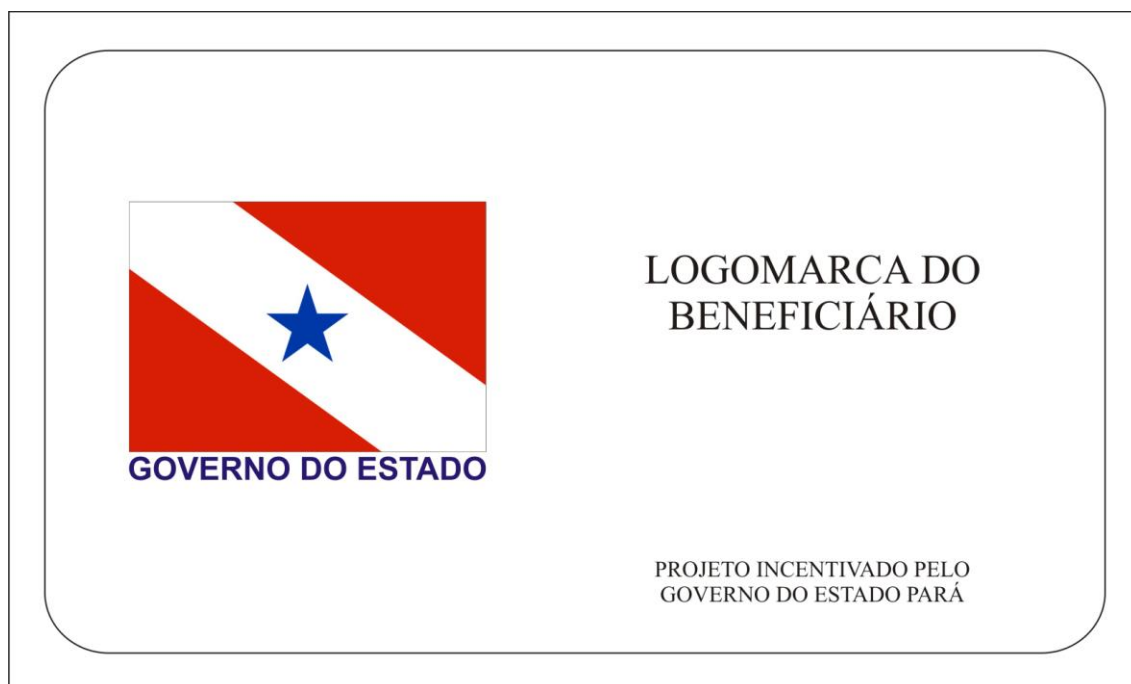 GOVERNO DO ESTADO
LOGOMARCA DO
BENEFICIÁRIO
PROJETO INCENTIVADO PELO
GOVERNO DO ESTADO PARÁ